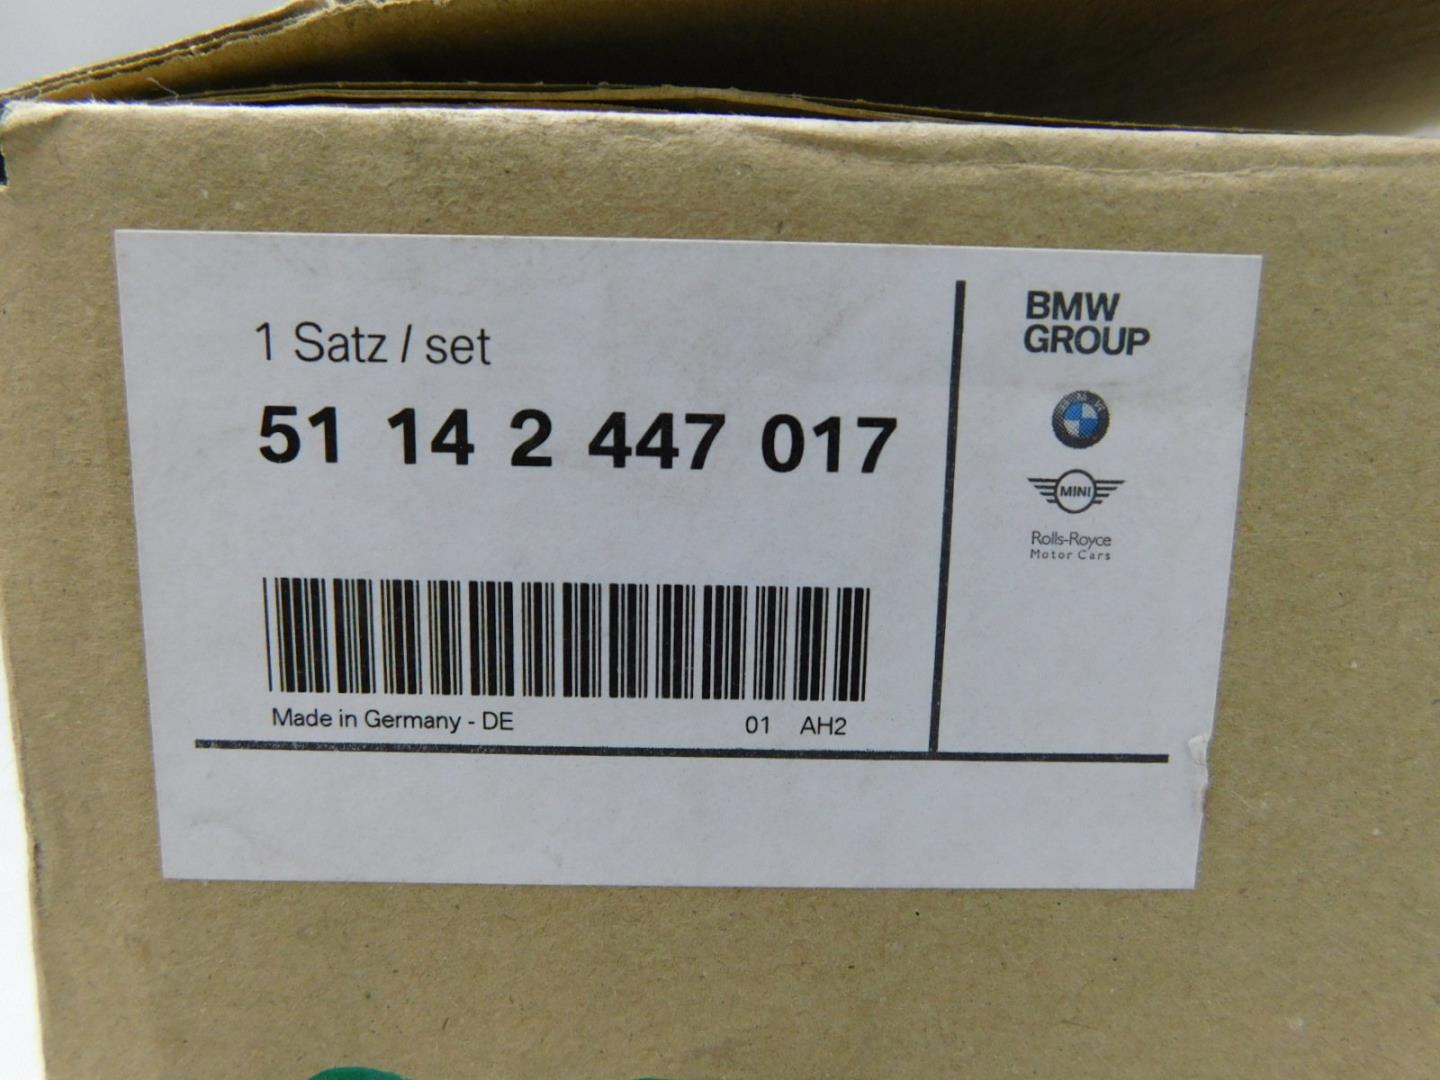 1 Satz / set
51 14 2 447 017
Made in Germany - DE 01 AH2
BMW
GROUP
BMW
MINI
Rolls-Royce
Motor Cars